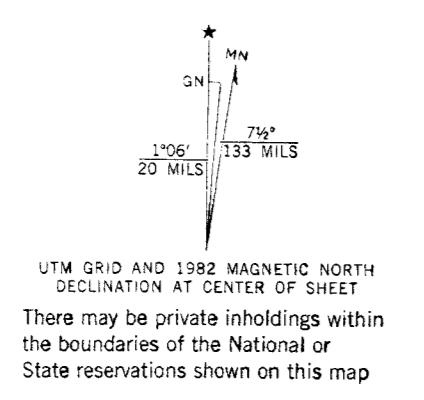 ★
MN
GN
7½°
133 MILS
1°06′
20 MILS
UTM GRID AND 1982 MAGNETIC NORTH
DECLINATION AT CENTER OF SHEET
There may be private inholdings within
the boundaries of the National or
State reservations shown on this map